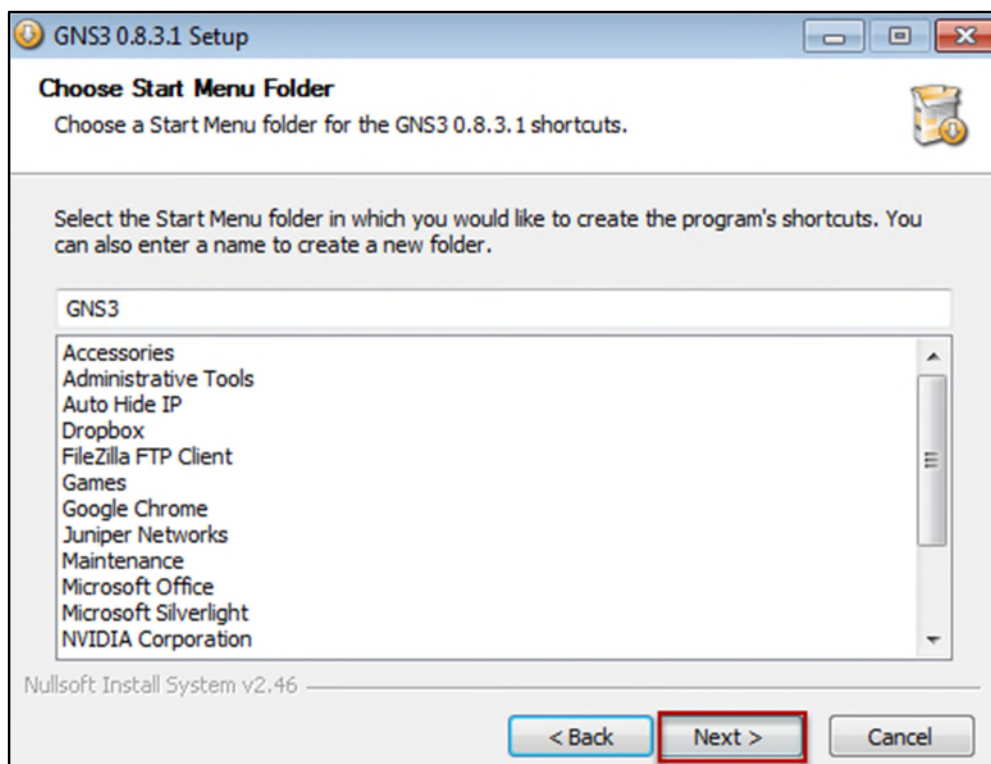 GNS3 0.8.3.1 Setup
Choose Start Menu Folder
Choose a Start Menu folder for the GNS3 0.8.3.1 shortcuts.
Select the Start Menu folder in which you would like to create the program's shortcuts. You
can also enter a name to create a new folder.
GNS3
Accessories
Administrative Tools
Auto Hide IP
Dropbox
FileZilla FTP Client
Games
Google Chrome
Juniper Networks
Maintenance
Microsoft Office
Microsoft Silverlight
NVIDIA Corporation
Nullsoft Install System v2.46
< Back
Next >
Cancel